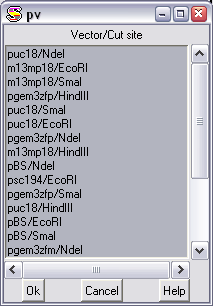 pv
Vector/Cut site
puc18/NdeI
m13mp18/EcoRI
m13mp18/SmaI
pgem3zfp/HindIII
puc18/SmaI
puc18/EcoRI
pgem3zfp/NdeI
m13mp18/HindIII
pBS/NdeI
psc194/EcoRI
pgem3zfp/SmaI
puc18/HindIII
pBS/EcoRI
pBS/SmaI
pgem3zfm/NdeI
Ok Cancel Help